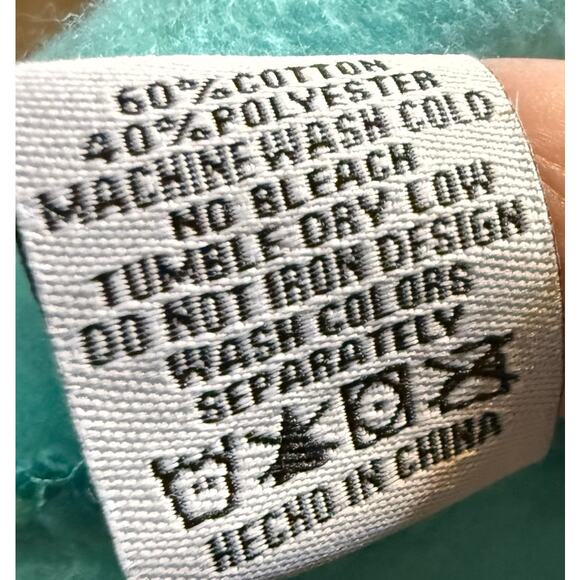 60% COTTON
40% POLYESTER
MACHINE WASH COLD
NO BLEACH
TUMBLE DRY LOW
DO NOT IRON DESIGN
WASH COLORS
SEPARATELY
HECHO IN CHINA